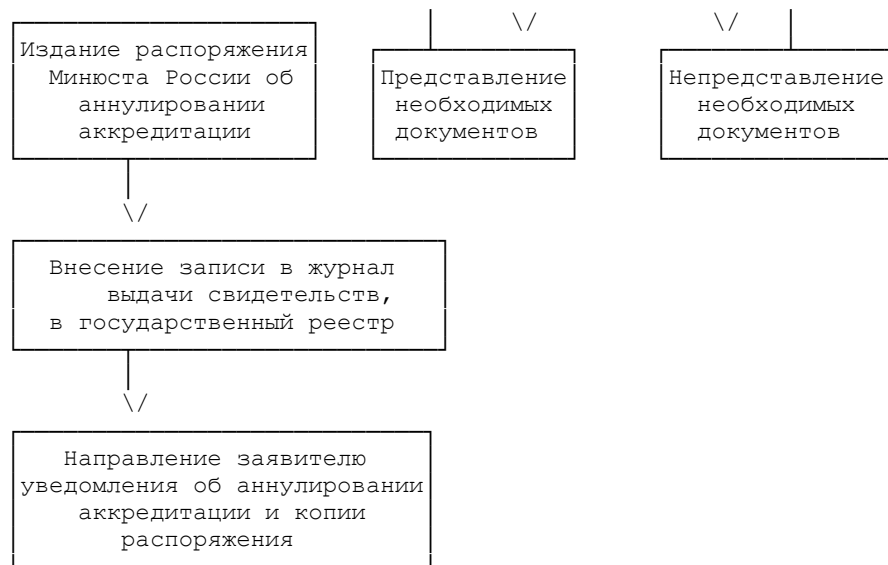 Издание распоряжения
Минюста России об
аннулировании
аккредитации
Представление
необходимых
документов
Непредставление
необходимых
документов
Внесение записи в журнал
выдачи свидетельств,
в государственный реестр
Направление заявителю
уведомления об аннулировании
аккредитации и копии
распоряжения